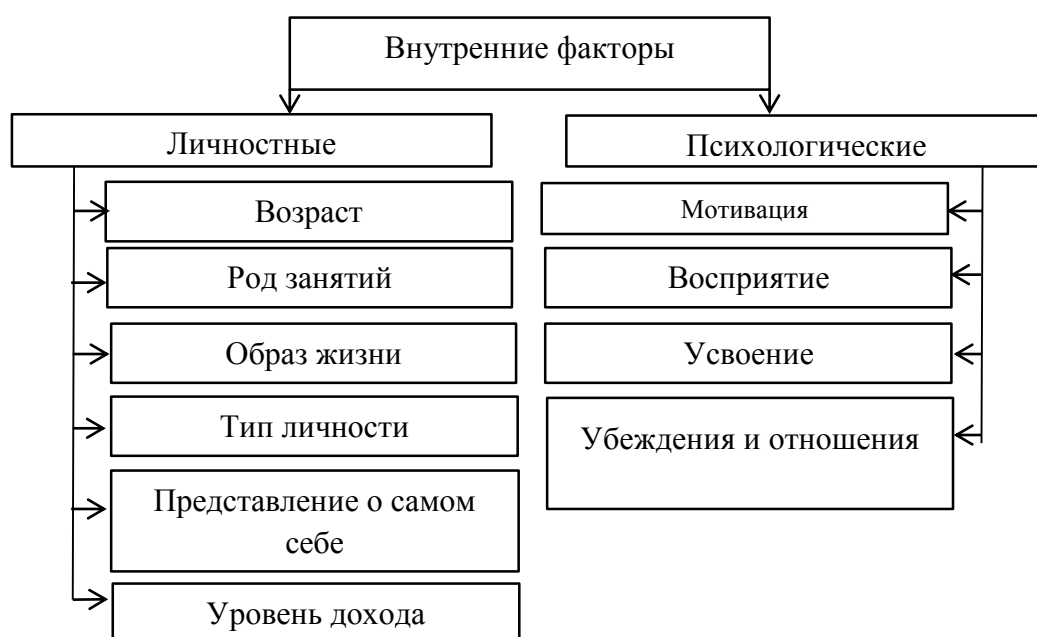 Внутренние факторы
Личностные
Психологические
Возраст
Мотивация
Род занятий
Восприятие
Образ жизни
Усвоение
Тип личности
Убеждения и отношения
Представление о самом
себе
Уровень дохода